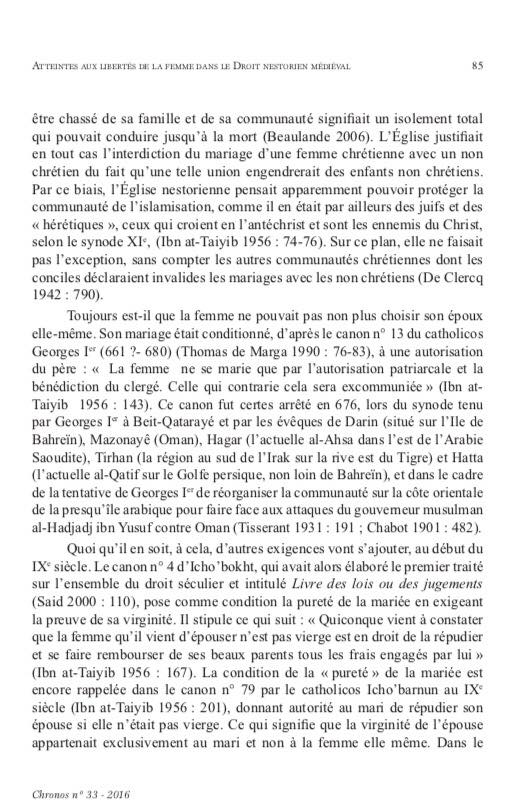 ATTEINTES AUX LIBERTÉS DE LA FEMME DANS LE DROIT NESTORIEN MÉDIÉVAL 85
être chassé de sa famille et de sa communauté signifiait un isolement total
qui pouvait conduire jusqu'à la mort (Beaulande 2006). L'Église justifiait
en tout cas l'interdiction du mariage d'une femme chrétienne avec un non
chrétien du fait qu'une telle union engendrerait des enfants non chrétiens.
Par ce biais, l'Église nestorienne pensait apparemment pouvoir protéger la
communauté de l'islamisation, comme il en était par ailleurs des juifs et des
« hérétiques », ceux qui croient en l'antéchrist et sont les ennemis du Christ,
selon le synode XIᵉ, (Ibn at-Taiyib 1956 : 74-76). Sur ce plan, elle ne faisait
pas l'exception, sans compter les autres communautés chrétiennes dont les
conciles déclaraient invalides les mariages avec les non chrétiens (De Clercq
1942 : 790).
Toujours est-il que la femme ne pouvait pas non plus choisir son époux
elle-même. Son mariage était conditionné, d'après le canon n° 13 du catholicos
Georges Iᵉʳ (661 ?- 680) (Thomas de Marga 1990 : 76-83), à une autorisation
du père : « La femme ne se marie que par l'autorisation patriarcale et la
bénédiction du clergé. Celle qui contrarie cela sera excommuniée » (Ibn at-
Taiyib 1956 : 143). Ce canon fut certes arrêté en 676, lors du synode tenu
par Georges Iᵉʳ à Beit-Qatarayé et par les évêques de Darin (situé sur l'Ile de
Bahreïn), Mazonayê (Oman), Hagar (l'actuelle al-Ahsa dans l'est de l'Arabie
Saoudite), Tirhan (la région au sud de l'Irak sur la rive est du Tigre) et Hatta
(l'actuelle al-Qatif sur le Golfe persique, non loin de Bahreïn), et dans le cadre
de la tentative de Georges Iᵉʳ de réorganiser la communauté sur la côte orientale
de la presqu'île arabique pour faire face aux attaques du gouverneur musulman
al-Hadjadj ibn Yusuf contre Oman (Tisserant 1931 : 191 ; Chabot 1901 : 482).
Quoi qu'il en soit, à cela, d'autres exigences vont s'ajouter, au début du
IXᵉ siècle. Le canon n° 4 d'Icho'bokht, qui avait alors élaboré le premier traité
sur l'ensemble du droit séculier et intitulé Livre des lois ou des jugements
(Said 2000 : 110), pose comme condition la pureté de la mariée en exigeant
la preuve de sa virginité. Il stipule ce qui suit : « Quiconque vient à constater
que la femme qu'il vient d'épouser n'est pas vierge est en droit de la répudier
et se faire rembourser de ses beaux parents tous les frais engagés par lui »
(Ibn at-Taiyib 1956 : 167). La condition de la « pureté » de la mariée est
encore rappelée dans le canon n° 79 par le catholicos Icho'barnun au IXᵉ
siècle (Ibn at-Taiyib 1956 : 201), donnant autorité au mari de répudier son
épouse si elle n'était pas vierge. Ce qui signifie que la virginité de l'épouse
appartenait exclusivement au mari et non à la femme elle même. Dans le
Chronos n° 33 - 2016